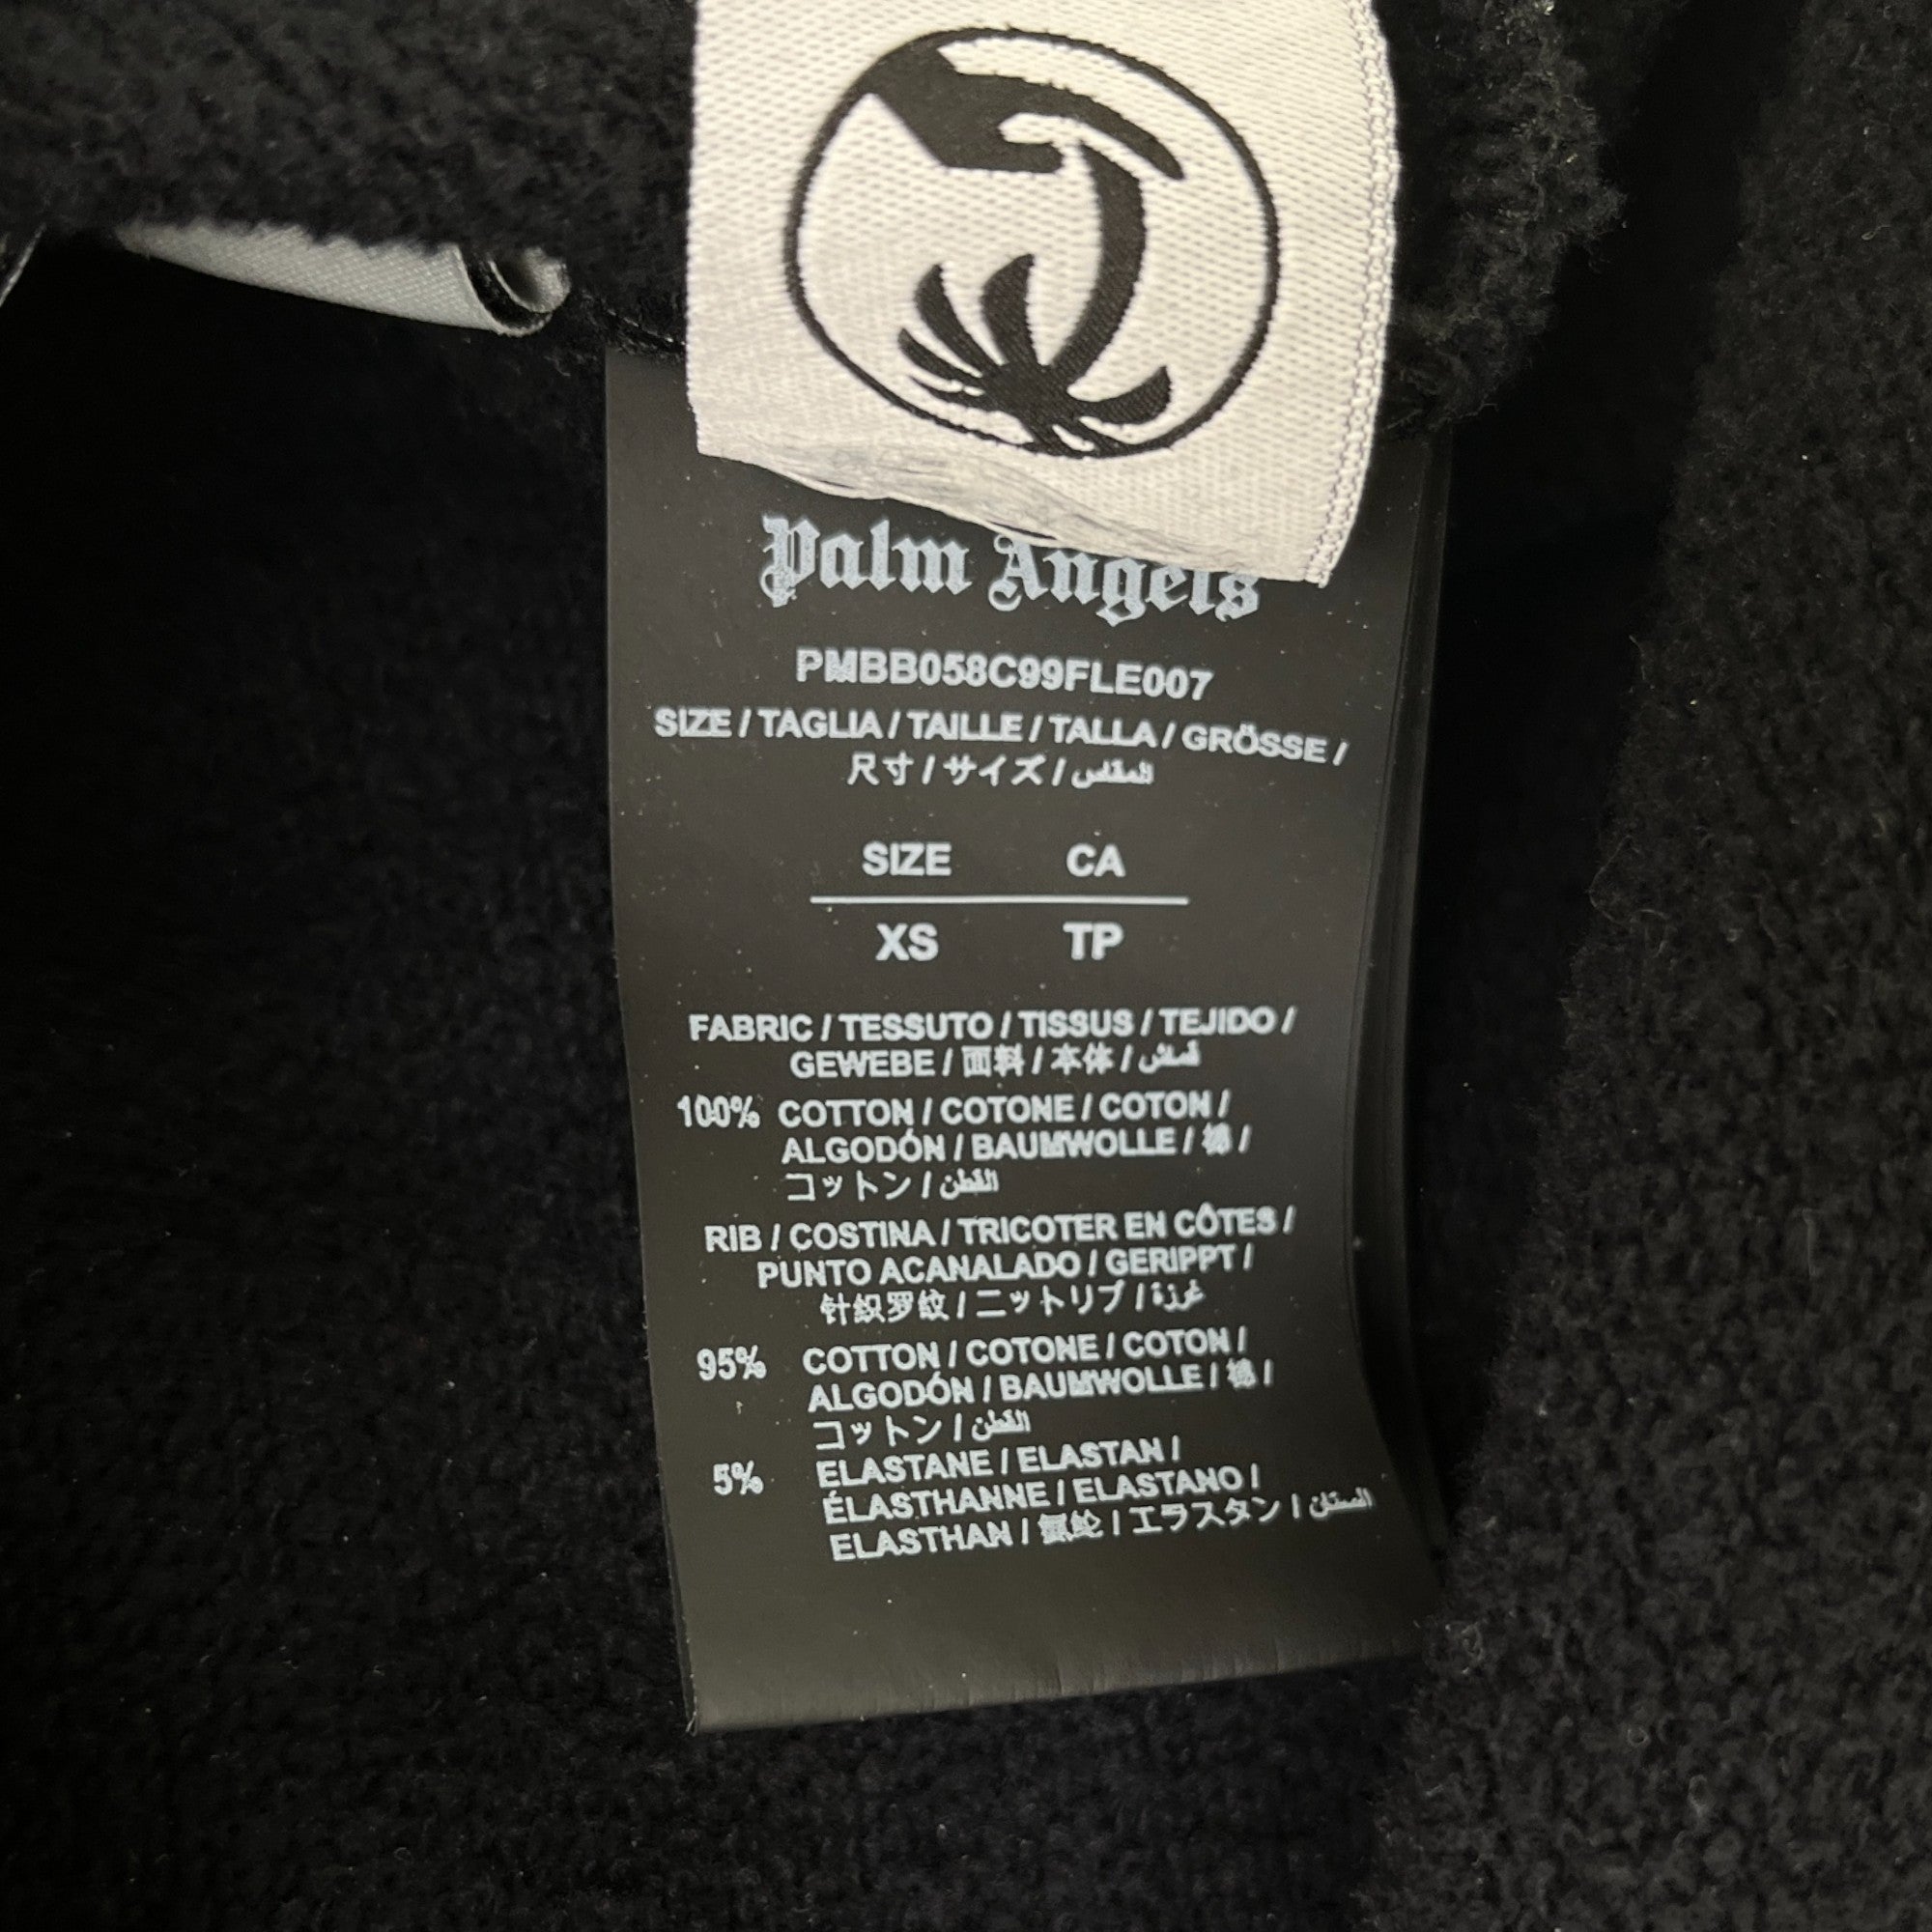 Palm Angels
PMBB058C99FLE007
SIZE / TAGLIA / TAILLE / TALLA / GRÖSSE /
尺寸 / サイズ / المقاس
SIZE CA
XS TP
FABRIC / TESSUTO / TISSUS / TEJIDO /
GEWEBE / 面料 / 本体 / قماش
100% COTTON / COTONE / COTON /
ALGODÓN / BAUMWOLLE / 棉 /
コットン / القطن
RIB / COSTINA / TRICOTER EN CÔTES /
PUNTO ACANALADO / GERIPPT /
针织罗纹 / ニットリブ / غرزة
95% COTTON / COTONE / COTON /
ALGODÓN / BAUMWOLLE / 棉 /
コットン / القطن
5% ELASTANE / ELASTAN /
ÉLASTHANNE / ELASTANO /
ELASTHAN / 氨纶 / エラスタン /